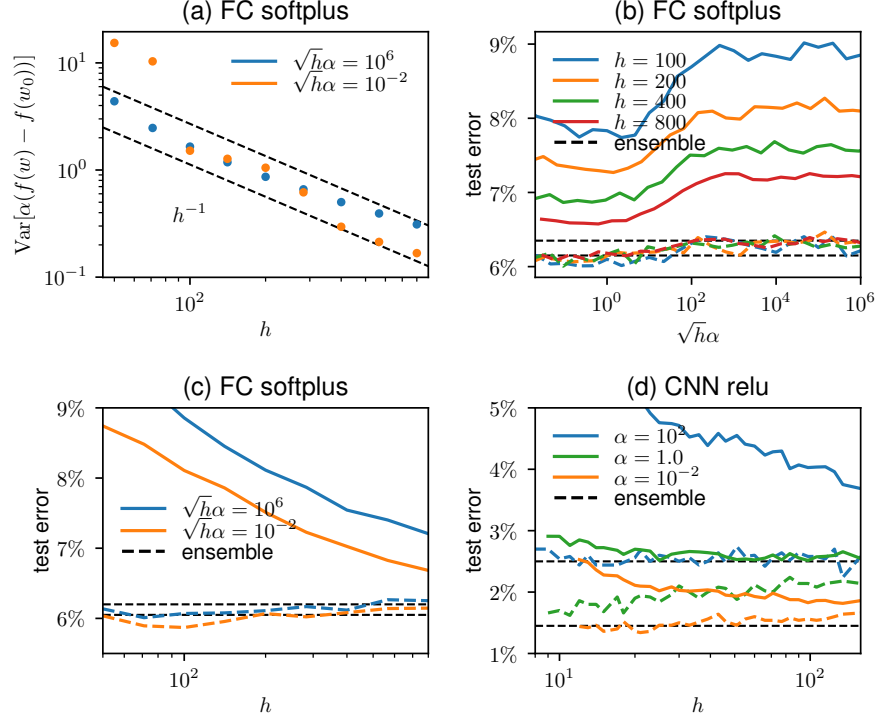 (a) FC softplus
Var[α(f(w) − f(w₀))]
10¹
10⁰
10⁻¹
√hα = 10⁶
√hα = 10⁻²
h⁻¹
10²
h
(b) FC softplus
test error
9%
8%
7%
6%
h = 100
h = 200
h = 400
h = 800
ensemble
10⁰ 10² 10⁴ 10⁶
√hα
(c) FC softplus
test error
9%
8%
7%
6%
√hα = 10⁶
√hα = 10⁻²
ensemble
10²
h
(d) CNN relu
test error
5%
4%
3%
2%
1%
α = 10²
α = 1.0
α = 10⁻²
ensemble
10¹ 10²
h